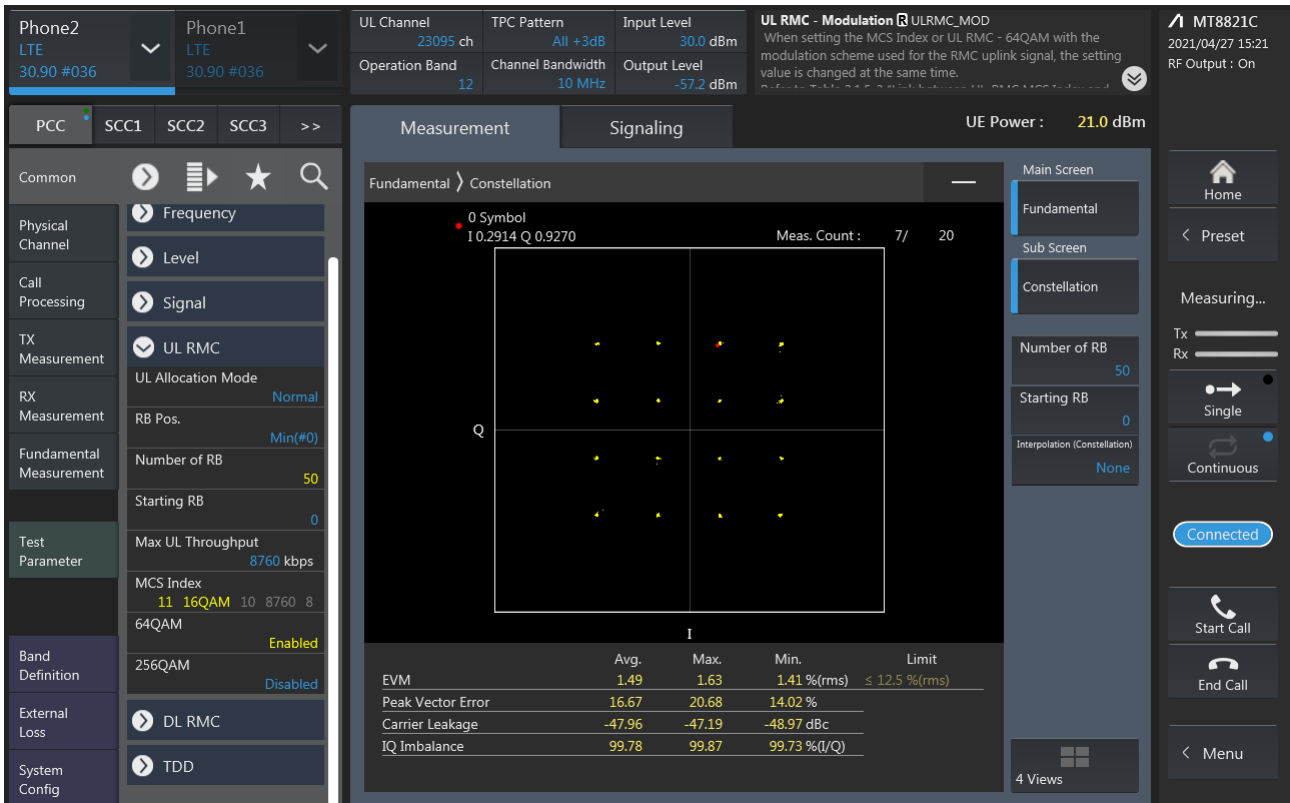 Phone2
LTE
30.90 #036
Phone1
LTE
30.90 #036
UL Channel
23095 ch
TPC Pattern
All +3dB
Input Level
30.0 dBm
Operation Band
12
Channel Bandwidth
10 MHz
Output Level
-57.2 dBm
UL RMC - Modulation R ULRMC_MOD
When setting the MCS Index or UL RMC - 64QAM with the
modulation scheme used for the RMC uplink signal, the setting
value is changed at the same time.
MT8821C
2021/04/27 15:21
RF Output : On
PCC SCC1 SCC2 SCC3 >>
Common
Physical
Channel
Call
Processing
TX
Measurement
RX
Measurement
Fundamental
Measurement
Test
Parameter
Band
Definition
External
Loss
System
Config
Frequency
Level
Signal
UL RMC
UL Allocation Mode
Normal
RB Pos.
Min(#0)
Number of RB
50
Starting RB
0
Max UL Throughput
8760 kbps
MCS Index
11 16QAM 10 8760 8
64QAM
Enabled
256QAM
Disabled
DL RMC
TDD
Measurement
Signaling
UE Power : 21.0 dBm
Fundamental 〉 Constellation
0 Symbol
I 0.2914 Q 0.9270
Meas. Count : 7/ 20
Q
I
Avg. Max. Min. Limit
EVM 1.49 1.63 1.41 %(rms) ≤ 12.5 %(rms)
Peak Vector Error 16.67 20.68 14.02 %
Carrier Leakage -47.96 -47.19 -48.97 dBc
IQ Imbalance 99.78 99.87 99.73 %(I/Q)
Main Screen
Fundamental
Sub Screen
Constellation
Number of RB
50
Starting RB
0
Interpolation (Constellation)
None
4 Views
Home
< Preset
Measuring...
Tx
Rx
Single
Continuous
Connected
Start Call
End Call
< Menu